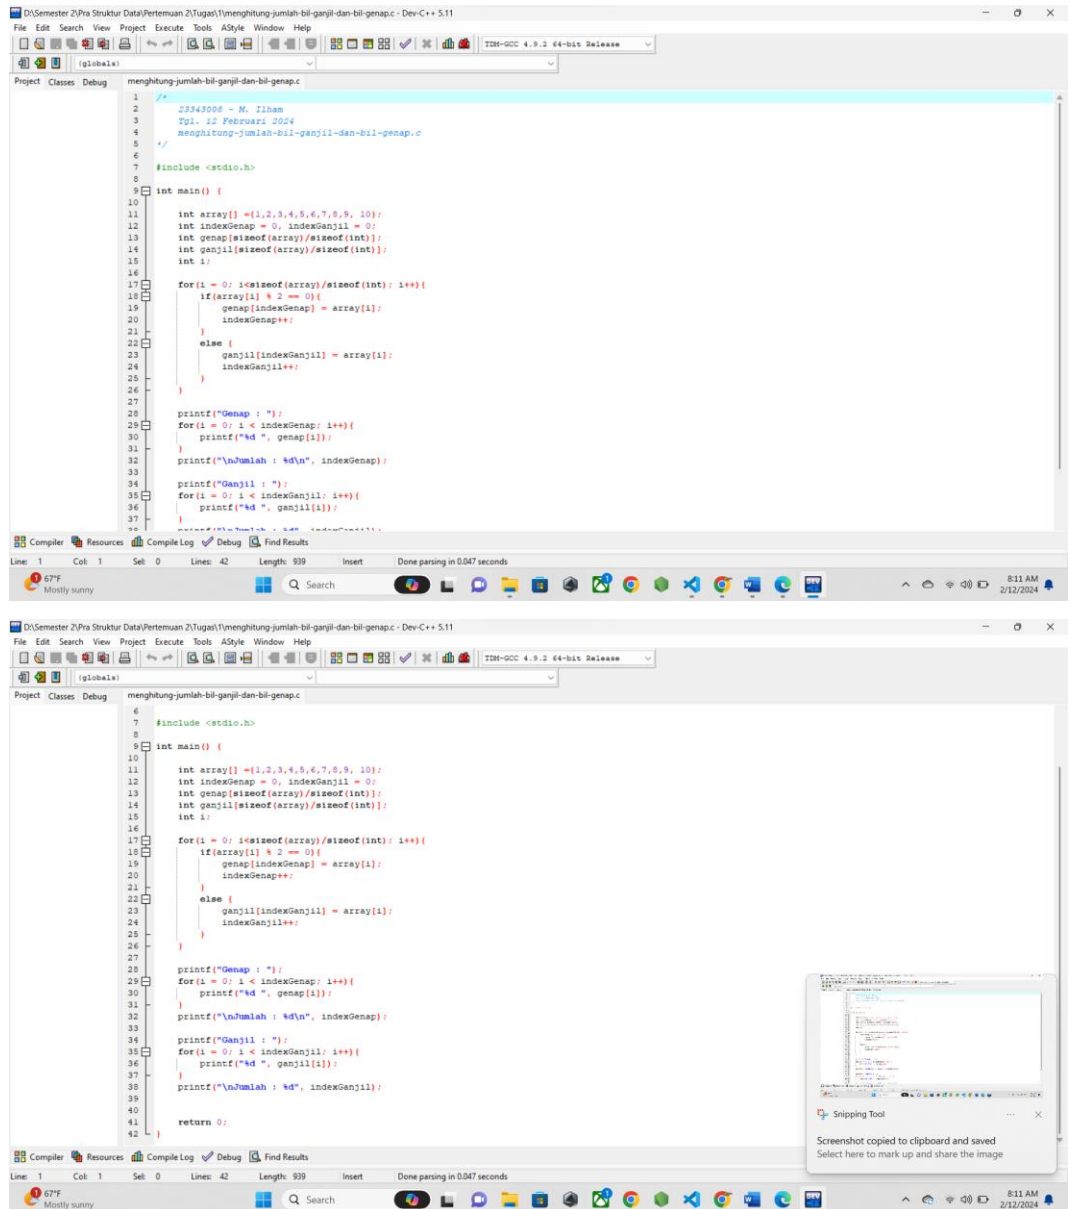 D:\Semester 2\Pra Struktur Data\Pertemuan 2\Tugas\1\menghitung-jumlah-bil-ganjil-dan-bil-genap.c - Dev-C++ 5.11
File Edit Search View Project Execute Tools AStyle Window Help
TDM-GCC 4.9.2 64-bit Release
(globals)
Project Classes Debug menghitung-jumlah-bil-ganjil-dan-bil-genap.c
1 /*
2 23343008 - M. Ilham
3 Tgl. 12 Februari 2024
4 menghitung-jumlah-bil-ganjil-dan-bil-genap.c
5 */
6
7 #include <stdio.h>
8
9 int main() {
10
11 int array[] ={1,2,3,4,5,6,7,8,9, 10};
12 int indexGenap = 0, indexGanjil = 0;
13 int genap[sizeof(array)/sizeof(int)];
14 int ganjil[sizeof(array)/sizeof(int)];
15 int i;
16
17 for(i = 0; i<sizeof(array)/sizeof(int); i++){
18 if(array[i] % 2 == 0){
19 genap[indexGenap] = array[i];
20 indexGenap++;
21 }
22 else {
23 ganjil[indexGanjil] = array[i];
24 indexGanjil++;
25 }
26 }
27
28 printf("Genap : ");
29 for(i = 0; i < indexGenap; i++){
30 printf("%d ", genap[i]);
31 }
32 printf("\nJumlah : %d\n", indexGenap);
33
34 printf("Ganjil : ");
35 for(i = 0; i < indexGanjil; i++){
36 printf("%d ", ganjil[i]);
37 }
38 printf("\nJumlah : %d", indexGanjil);
Compiler Resources Compile Log Debug Find Results
Line: 1 Col: 1 Sel: 0 Lines: 42 Length: 939 Insert Done parsing in 0.047 seconds
1 67°F Search 1 8:11 AM
Mostly sunny 2/12/2024
D:\Semester 2\Pra Struktur Data\Pertemuan 2\Tugas\1\menghitung-jumlah-bil-ganjil-dan-bil-genap.c - Dev-C++ 5.11
File Edit Search View Project Execute Tools AStyle Window Help
TDM-GCC 4.9.2 64-bit Release
(globals)
Project Classes Debug menghitung-jumlah-bil-ganjil-dan-bil-genap.c
6
7 #include <stdio.h>
8
9 int main() {
10
11 int array[] ={1,2,3,4,5,6,7,8,9, 10};
12 int indexGenap = 0, indexGanjil = 0;
13 int genap[sizeof(array)/sizeof(int)];
14 int ganjil[sizeof(array)/sizeof(int)];
15 int i;
16
17 for(i = 0; i<sizeof(array)/sizeof(int); i++){
18 if(array[i] % 2 == 0){
19 genap[indexGenap] = array[i];
20 indexGenap++;
21 }
22 else {
23 ganjil[indexGanjil] = array[i];
24 indexGanjil++;
25 }
26 }
27
28 printf("Genap : ");
29 for(i = 0; i < indexGenap; i++){
30 printf("%d ", genap[i]);
31 }
32 printf("\nJumlah : %d\n", indexGenap);
33
34 printf("Ganjil : ");
35 for(i = 0; i < indexGanjil; i++){
36 printf("%d ", ganjil[i]);
37 }
38 printf("\nJumlah : %d", indexGanjil);
39
40
41 return 0;
42 }
Snipping Tool
Screenshot copied to clipboard and saved
Select here to mark up and share the image
Compiler Resources Compile Log Debug Find Results
Line: 1 Col: 1 Sel: 0 Lines: 42 Length: 939 Insert Done parsing in 0.047 seconds
1 67°F Search 1 8:11 AM
Mostly sunny 2/12/2024